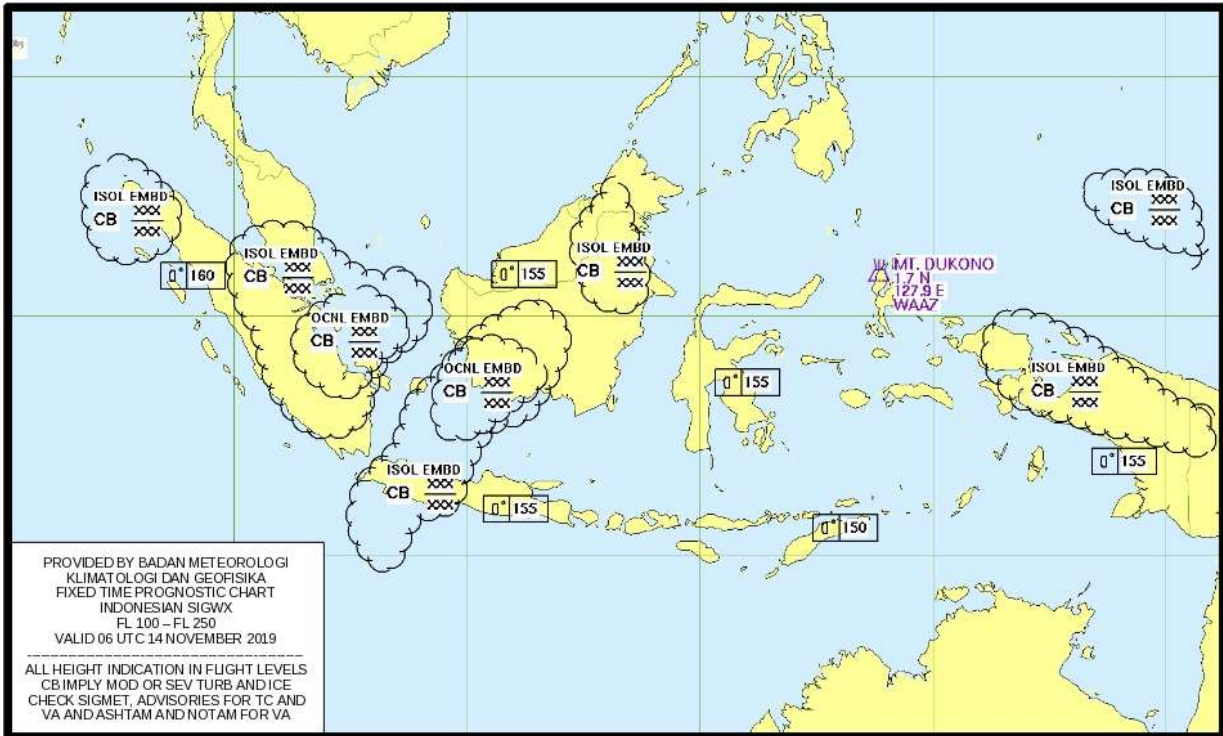 ISOL EMBD
CB XXX
XXX
0° 160
ISOL EMBD
CB XXX
XXX
OCNL EMBD
CB XXX
XXX
0° 155
ISOL EMBD
CB XXX
XXX
OCNL EMBD
CB XXX
XXX
ISOL EMBD
CB XXX
XXX
0° 155
0° 155
MT. DUKONO
1.7 N
127.9 E
WAAZ
ISOL EMBD
CB XXX
XXX
ISOL EMBD
CB XXX
XXX
0° 155
0° 150
PROVIDED BY BADAN METEOROLOGI
KLIMATOLOGI DAN GEOFISIKA
FIXED TIME PROGNOSTIC CHART
INDONESIAN SIGWX
FL 100 – FL 250
VALID 06 UTC 14 NOVEMBER 2019
ALL HEIGHT INDICATION IN FLIGHT LEVELS
CB IMPLY MOD OR SEV TURB AND ICE
CHECK SIGMET, ADVISORIES FOR TC AND
VA AND ASHTAM AND NOTAM FOR VA